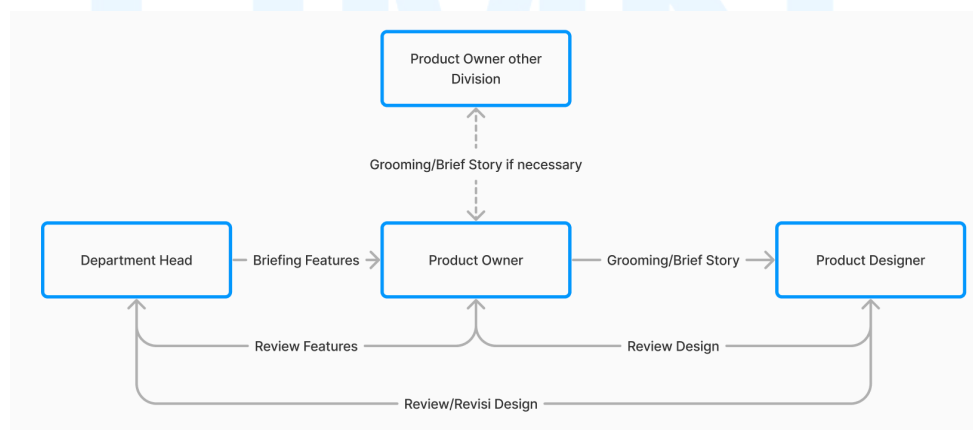 Product Owner other
Division
Grooming/Brief Story if necessary
Department Head
Briefing Features
Product Owner
Grooming/Brief Story
Product Designer
Review Features
Review Design
Review/Revisi Design